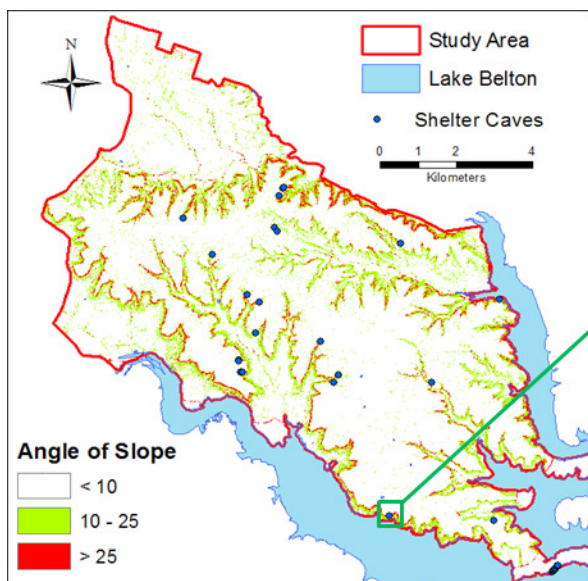 N
Study Area
Lake Belton
Shelter Caves
0 1 2 4
Kilometers
Angle of Slope
< 10
10 - 25
> 25